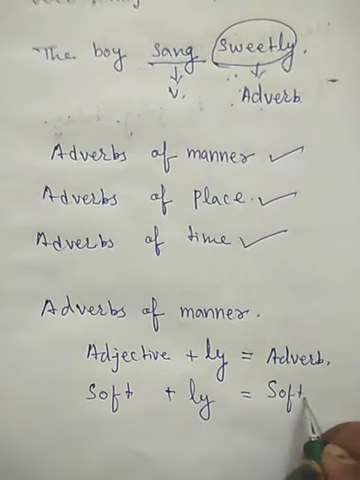 The boy sang sweetly.
V. Adverb
Adverbs of manner
Adverbs of place.
Adverbs of time
Adverbs of manner.
Adjective + ly = Adverb.
Soft + ly = Soft